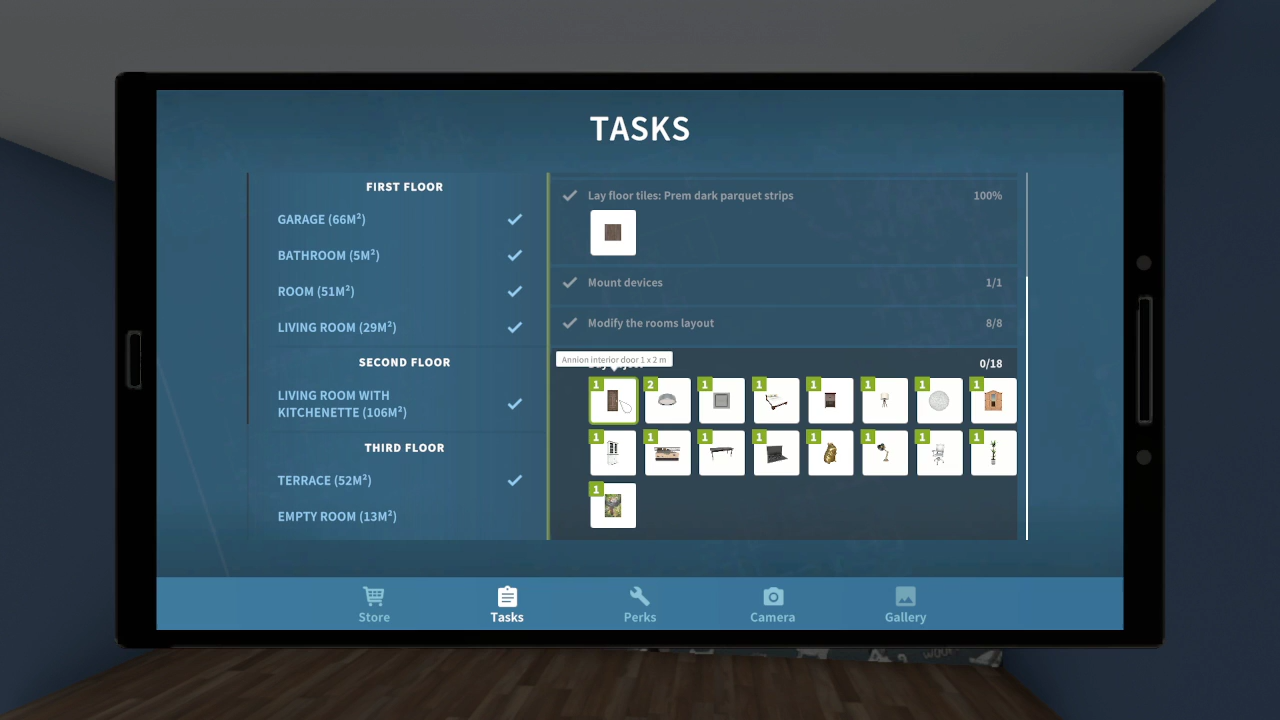 TASKS
FIRST FLOOR
GARAGE (66M²)
BATHROOM (5M²)
ROOM (51M²)
LIVING ROOM (29M²)
SECOND FLOOR
LIVING ROOM WITH
KITCHENETTE (106M²)
THIRD FLOOR
TERRACE (52M²)
EMPTY ROOM (13M²)
Lay floor tiles: Prem dark parquet strips 100%
Mount devices 1/1
Modify the rooms layout 8/8
Annion interior door 1 x 2 m
0/18
1 2 1 1 1 1 1 1
1 1 1 1 1 1 1 1
1
Store Tasks Perks Camera Gallery